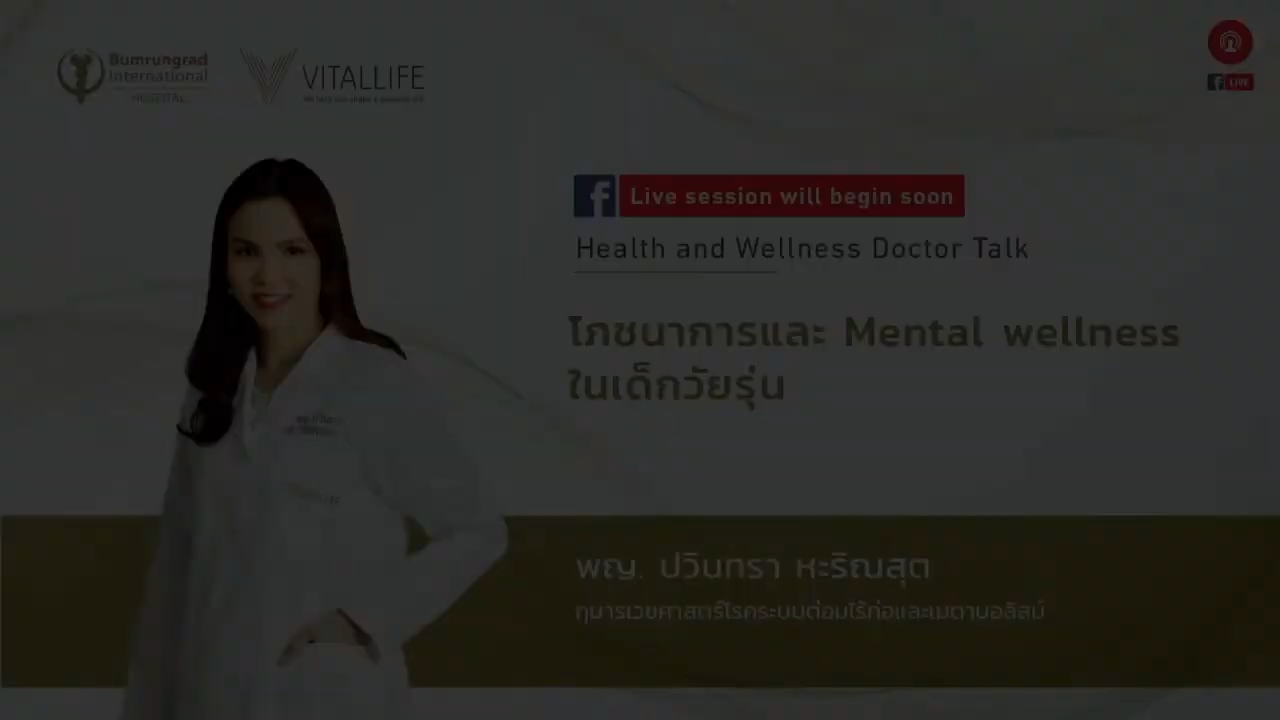 Bumrungrad
International
HOSPITAL
VITALLIFE
LIVE
Live session will begin soon
Health and Wellness Doctor Talk
โภชนาการและ Mental wellness
ในเด็กวัยรุ่น
พญ. ปวินทรา หะริณสุต
กุมารเวชศาสตร์โรคระบบต่อมไร้ท่อและเมตาบอลิสม์